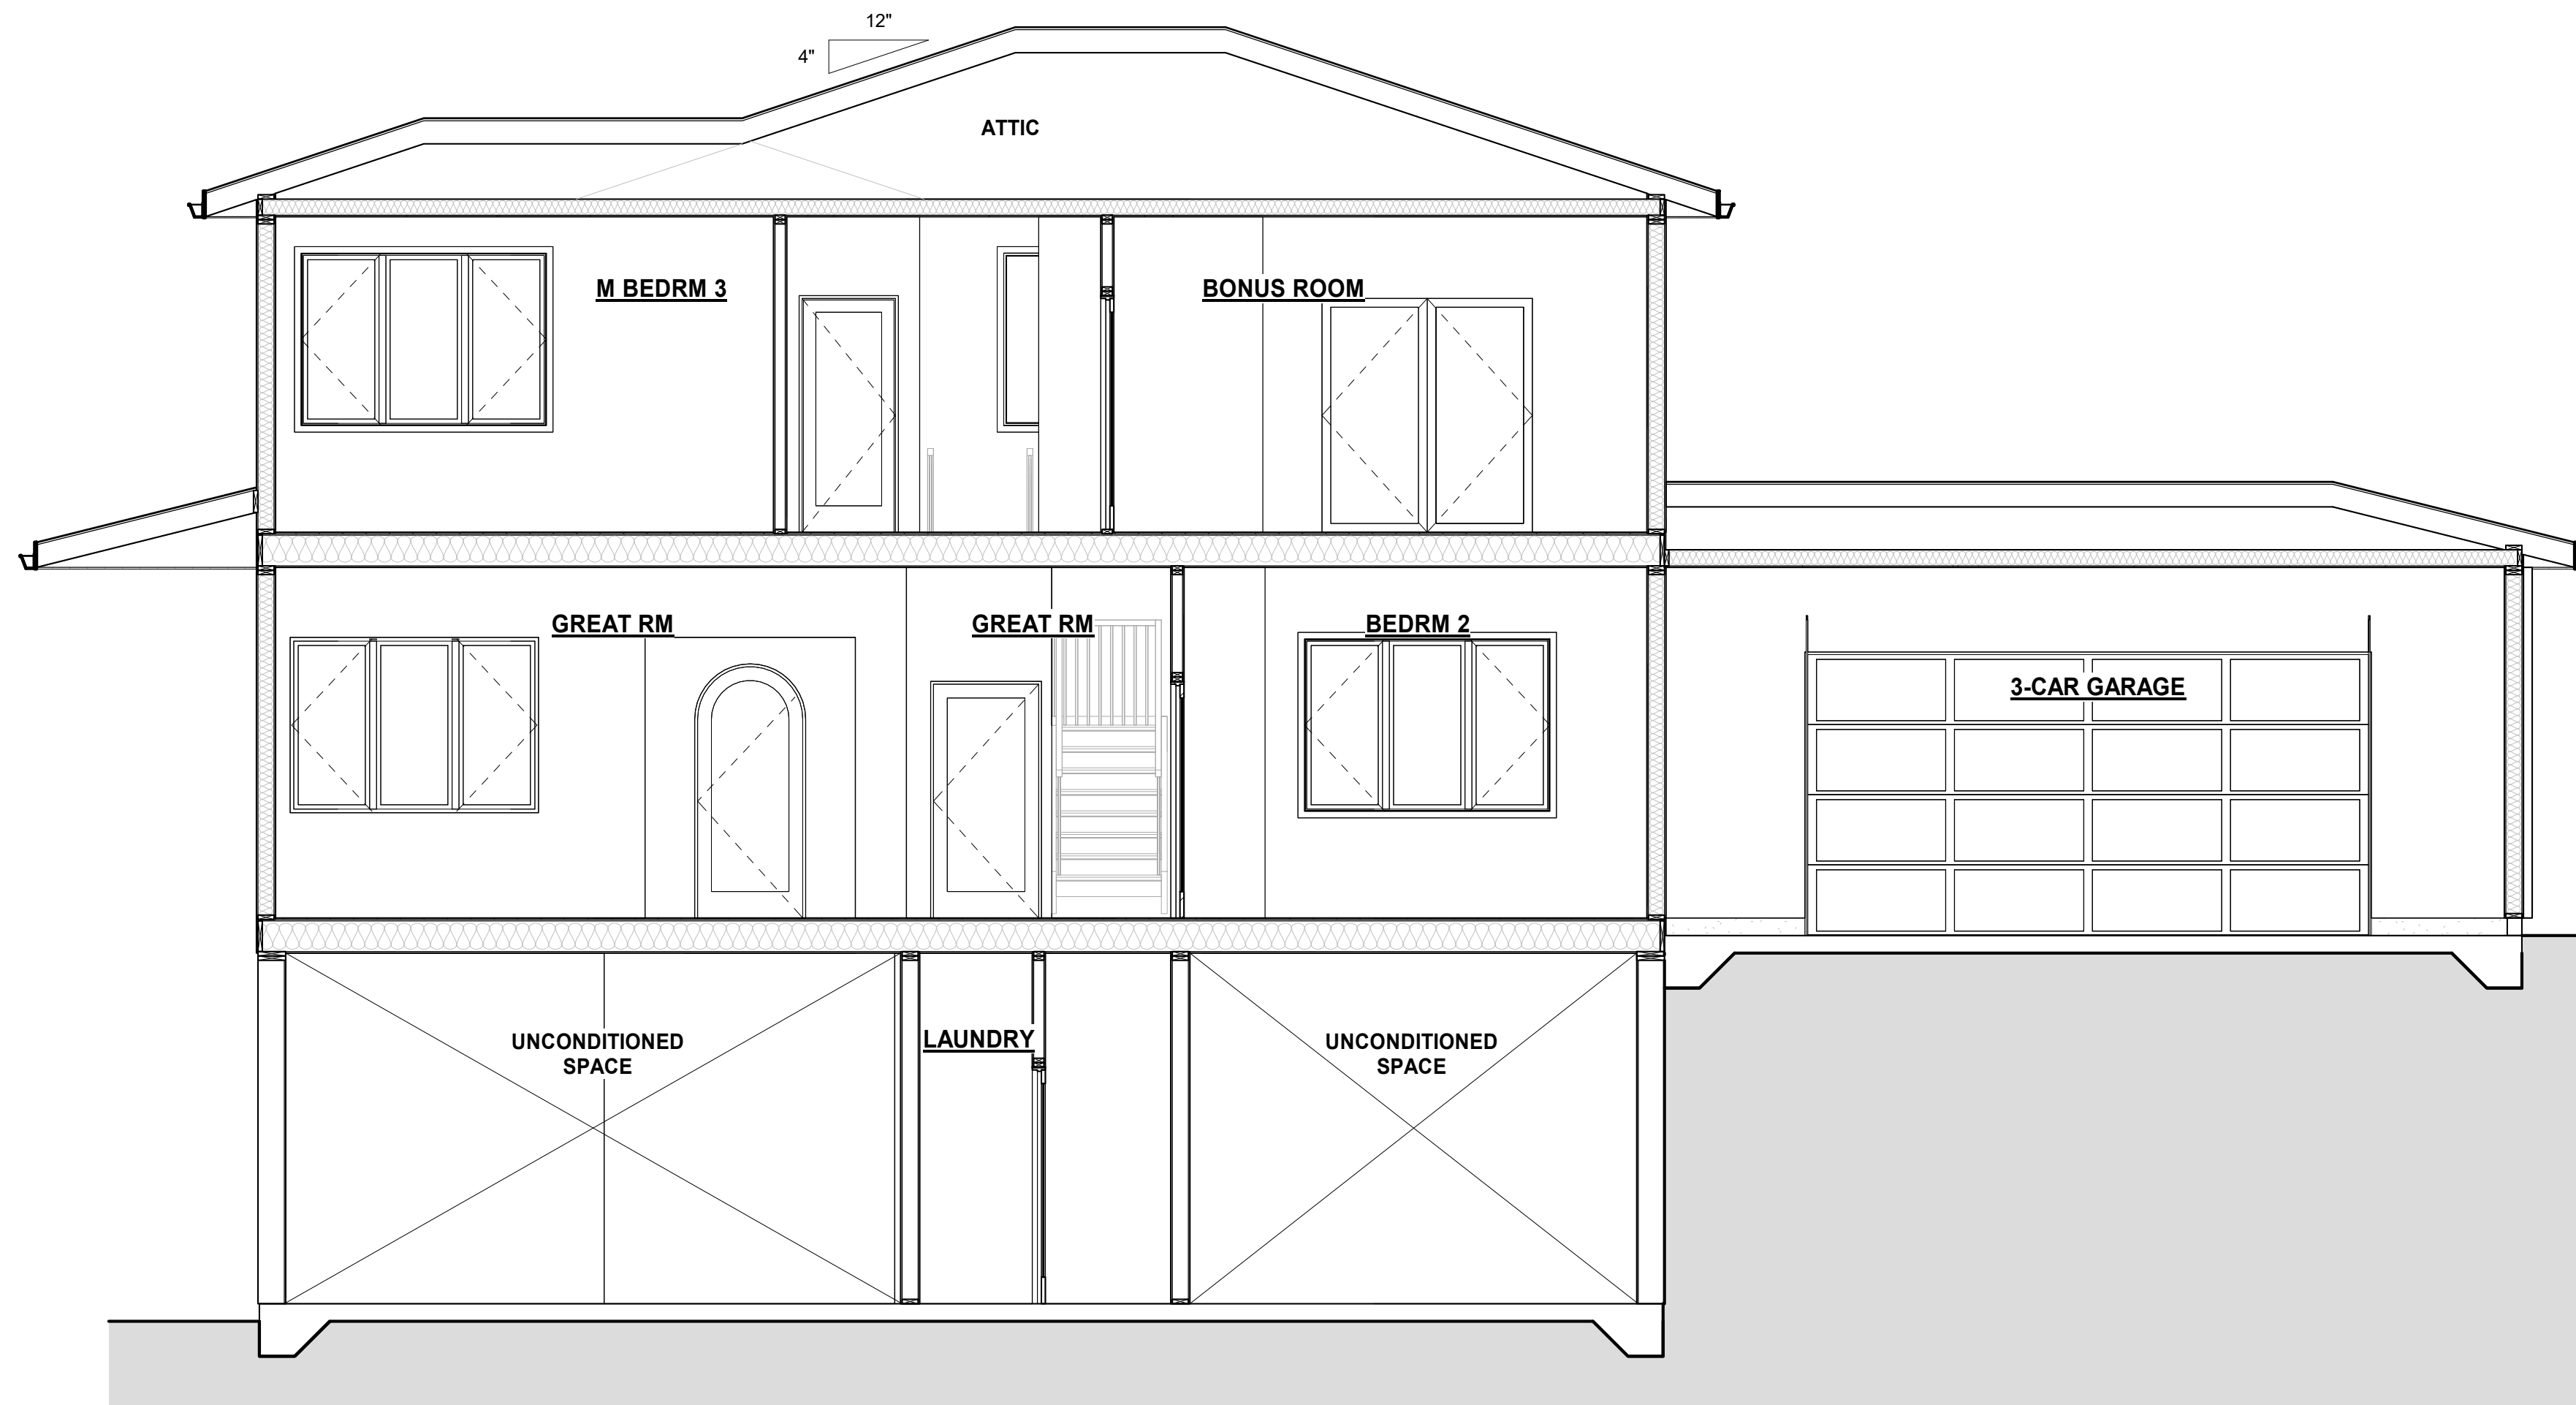 12"
4"
ATTIC
M BEDRM 3
BONUS ROOM
GREAT RM
GREAT RM
BEDRM 2
3-CAR GARAGE
UNCONDITIONED
SPACE
LAUNDRY
UNCONDITIONED
SPACE